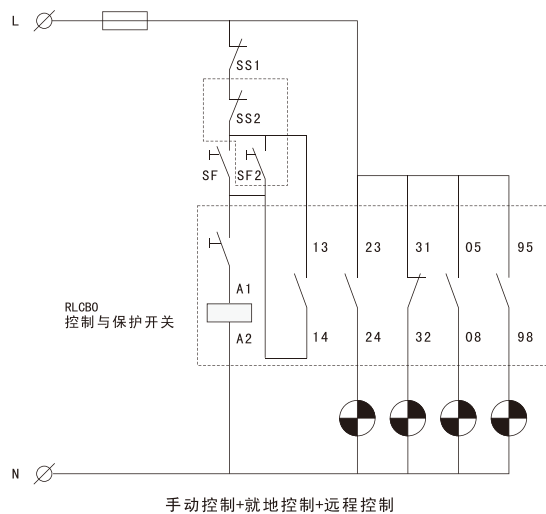 L
SS1
SS2
SF SF2
13 23 31 05 95
A1
RLCBO
控制与保护开关
A2 14 24 32 08 98
N
手动控制+就地控制+远程控制